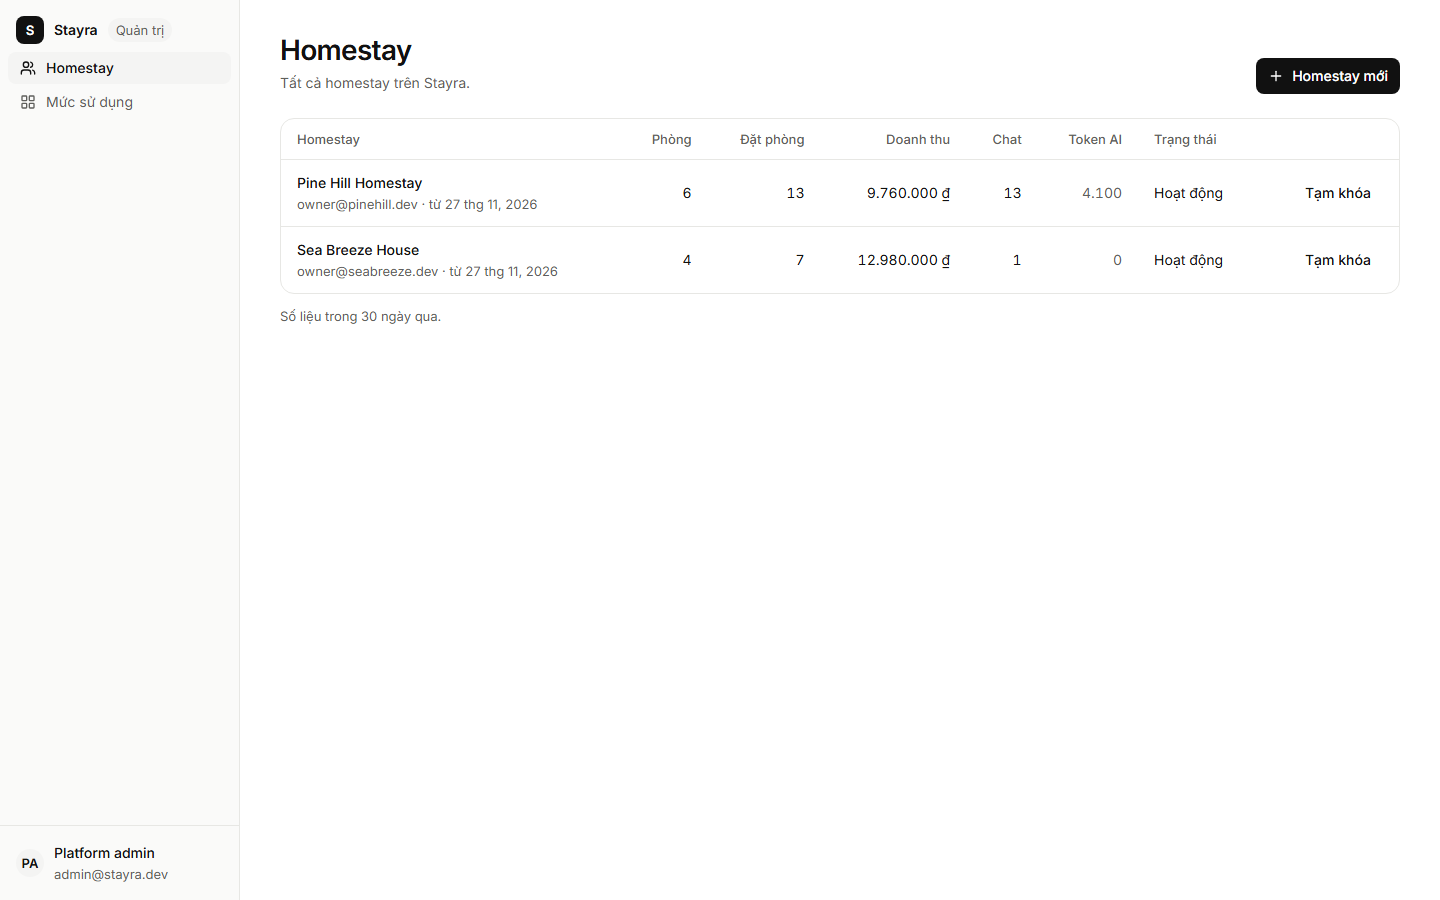 S Stayra Quản trị
Homestay
Mức sử dụng
Homestay
Tất cả homestay trên Stayra.
+ Homestay mới
Homestay Phòng Đặt phòng Doanh thu Chat Token AI Trạng thái
Pine Hill Homestay
owner@pinehill.dev · từ 27 thg 11, 2026
6 13 9.760.000 ₫ 13 4.100 Hoạt động Tạm khóa
Sea Breeze House
owner@seabreeze.dev · từ 27 thg 11, 2026
4 7 12.980.000 ₫ 1 0 Hoạt động Tạm khóa
Số liệu trong 30 ngày qua.
PA Platform admin
admin@stayra.dev